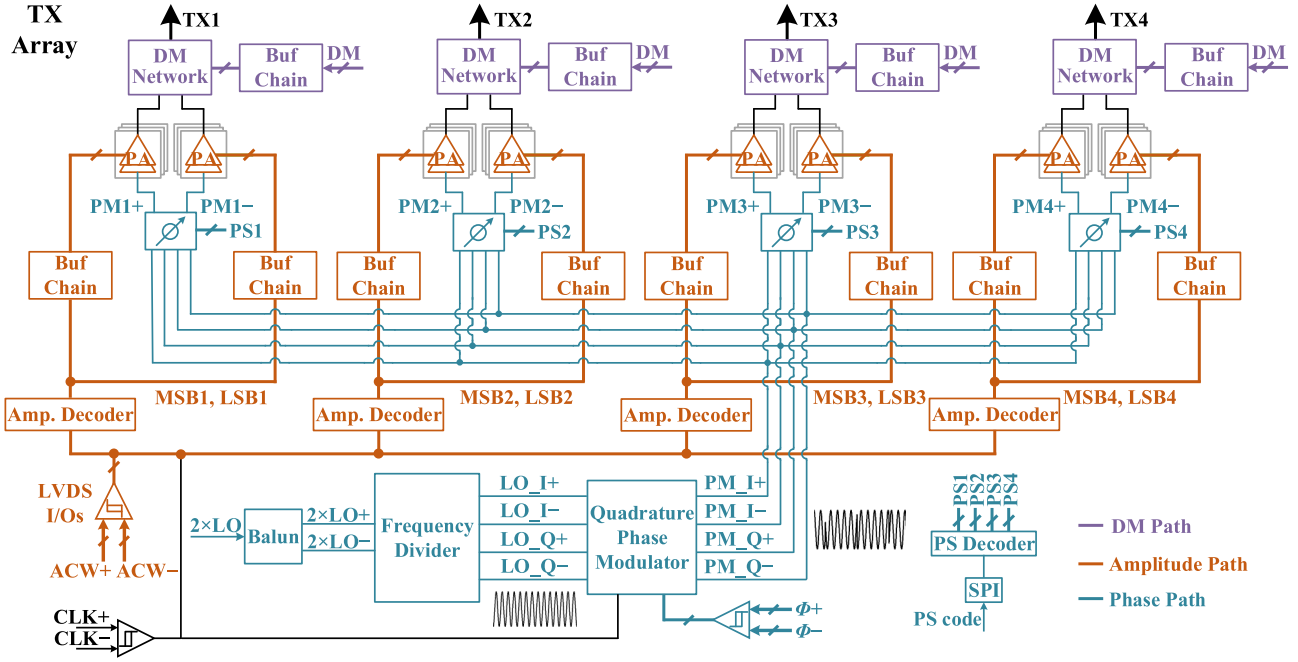 TX
Array
TX1
TX2
TX3
TX4
DM
Network
Buf
Chain
DM
DM
Network
Buf
Chain
DM
DM
Network
Buf
Chain
DM
DM
Network
Buf
Chain
DM
PA
PA
PA
PA
PA
PA
PA
PA
PM1+
PM1−
PS1
PM2+
PM2−
PS2
PM3+
PM3−
PS3
PM4+
PM4−
PS4
Buf
Chain
Buf
Chain
Buf
Chain
Buf
Chain
Buf
Chain
Buf
Chain
Buf
Chain
Buf
Chain
MSB1, LSB1
MSB2, LSB2
MSB3, LSB3
MSB4, LSB4
Amp. Decoder
Amp. Decoder
Amp. Decoder
Amp. Decoder
LVDS
I/Os
ACW+ ACW−
CLK+
CLK−
2×LO
Balun
2×LO+
2×LO−
Frequency
Divider
LO_I+
LO_I−
LO_Q+
LO_Q−
Quadrature
Phase
Modulator
PM_I+
PM_I−
PM_Q+
PM_Q−
Φ+
Φ−
PS1
PS2
PS3
PS4
PS Decoder
SPI
PS code
DM Path
Amplitude Path
Phase Path